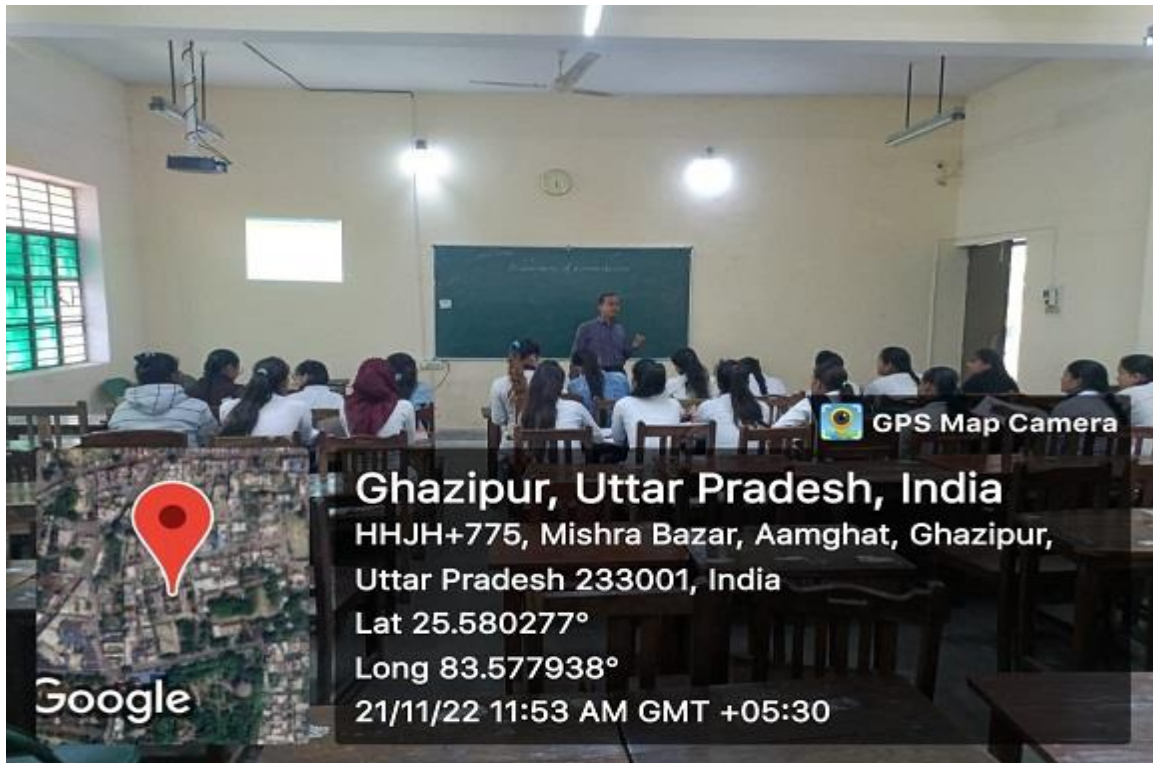 GPS Map Camera
Ghazipur, Uttar Pradesh, India
HHJH+775, Mishra Bazar, Aamghat, Ghazipur,
Uttar Pradesh 233001, India
Lat 25.580277°
Long 83.577938°
21/11/22 11:53 AM GMT +05:30
Google